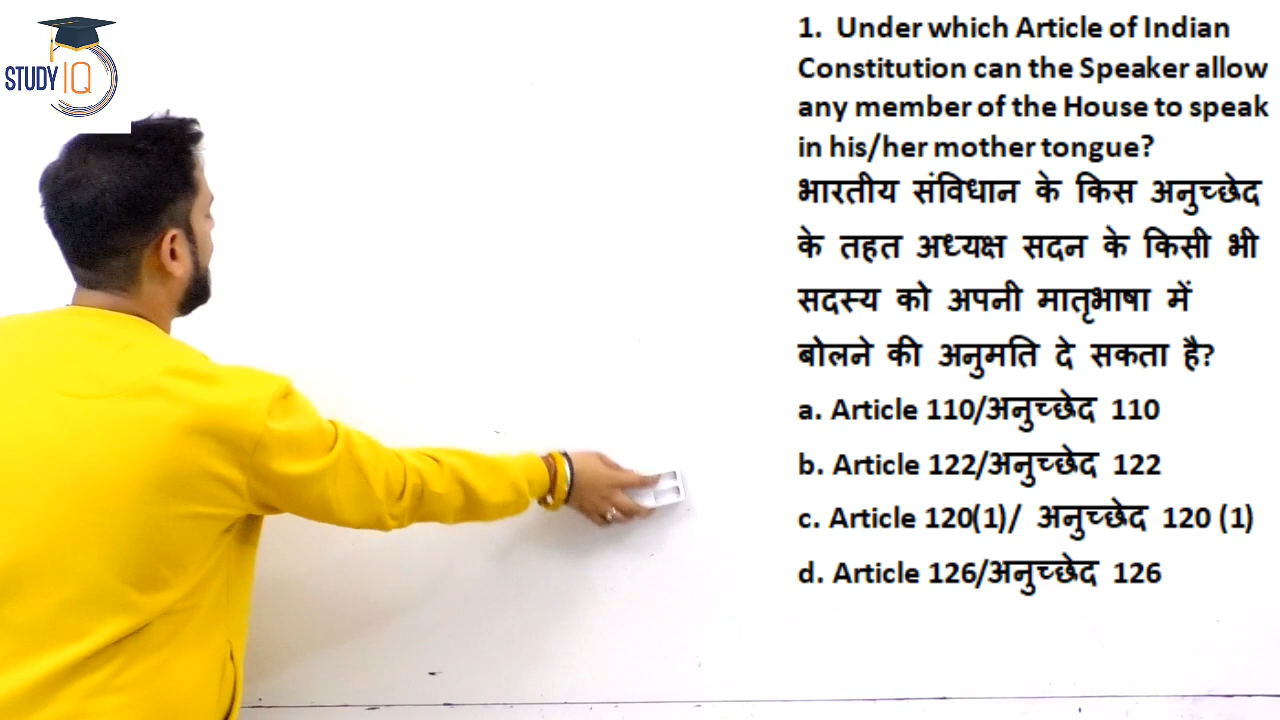 STUDY IQ
1. Under which Article of Indian
Constitution can the Speaker allow
any member of the House to speak
in his/her mother tongue?
भारतीय संविधान के किस अनुच्छेद
के तहत अध्यक्ष सदन के किसी भी
सदस्य को अपनी मातृभाषा में
बोलने की अनुमति दे सकता है?
a. Article 110/अनुच्छेद 110
b. Article 122/अनुच्छेद 122
c. Article 120(1)/ अनुच्छेद 120 (1)
d. Article 126/अनुच्छेद 126